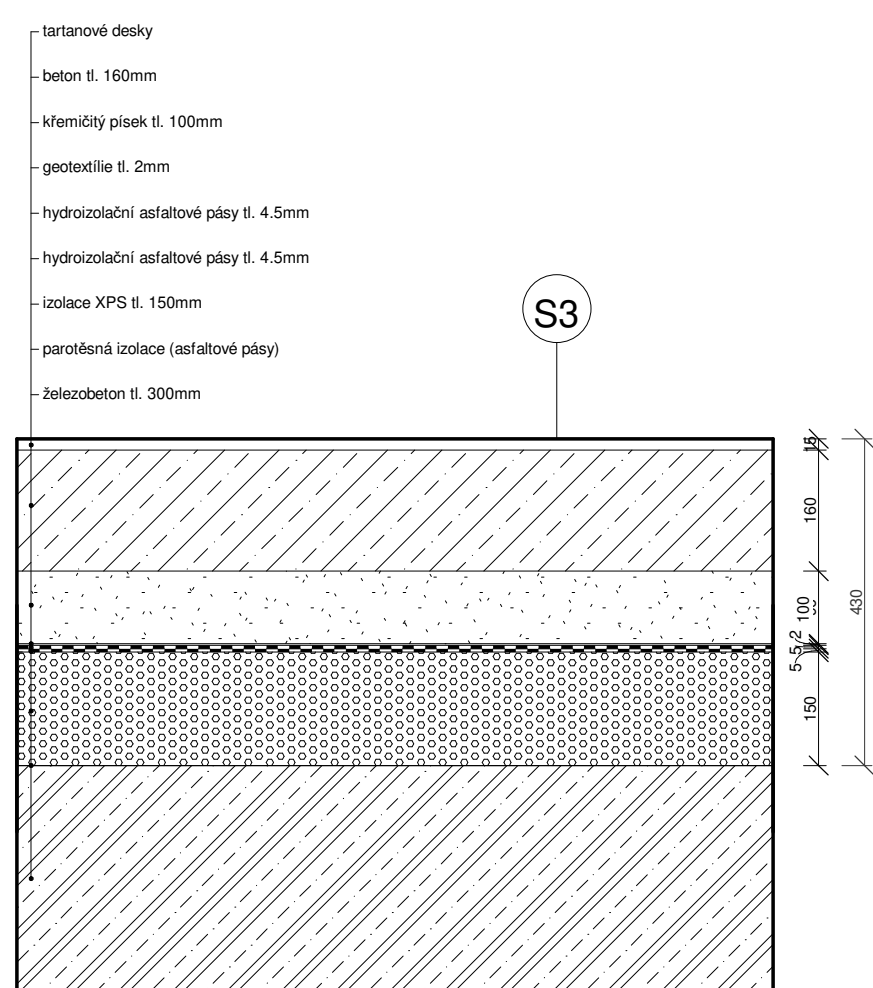 tartanové desky
beton tl. 160mm
křemičitý písek tl. 100mm
geotextílie tl. 2mm
hydroizolační asfaltové pásy tl. 4.5mm
hydroizolační asfaltové pásy tl. 4.5mm
izolace XPS tl. 150mm
parotěsná izolace (asfaltové pásy)
železobeton tl. 300mm
S3
15
160
100
2
5
5
150
430